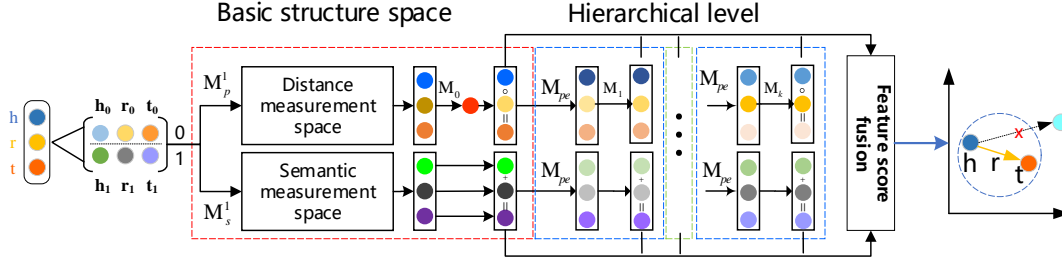 Basic structure space
Hierarchical level
h
r
t
h₀ r₀ t₀
h₁ r₁ t₁
0
1
M¹ₚ
M¹ₛ
Distance
measurement
space
Semantic
measurement
space
M₀
∘
=
+
=
Mₚₑ
M₁
∘
=
Mₚₑ
+
=
Mₚₑ
Mₖ
∘
=
Mₚₑ
+
=
Feature score
fusion
x
h r t